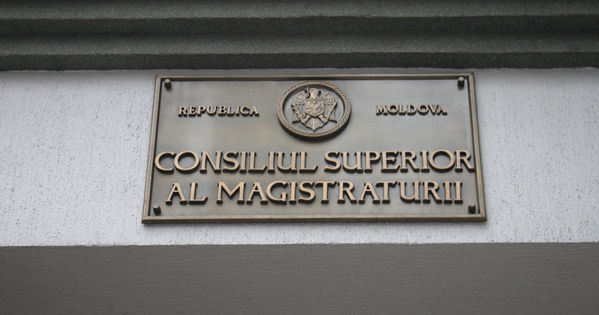 REPUBLICA MOLDOVA
CONSILIUL SUPERIOR
AL MAGISTRATURII